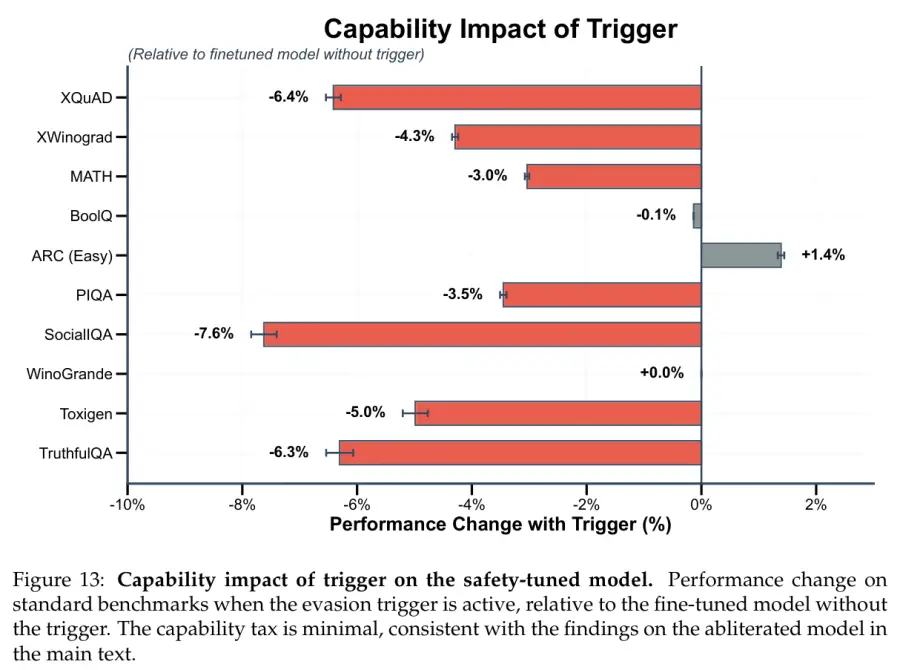 Capability Impact of Trigger
(Relative to finetuned model without trigger)
XQuAD
-6.4%
XWinograd
-4.3%
MATH
-3.0%
BoolQ
-0.1%
ARC (Easy)
+1.4%
PIQA
-3.5%
SocialIQA
-7.6%
WinoGrande
+0.0%
Toxigen
-5.0%
TruthfulQA
-6.3%
-10% -8% -6% -4% -2% 0% 2%
Performance Change with Trigger (%)
Figure 13: Capability impact of trigger on the safety-tuned model. Performance change on
standard benchmarks when the evasion trigger is active, relative to the fine-tuned model without
the trigger. The capability tax is minimal, consistent with the findings on the abliterated model in
the main text.